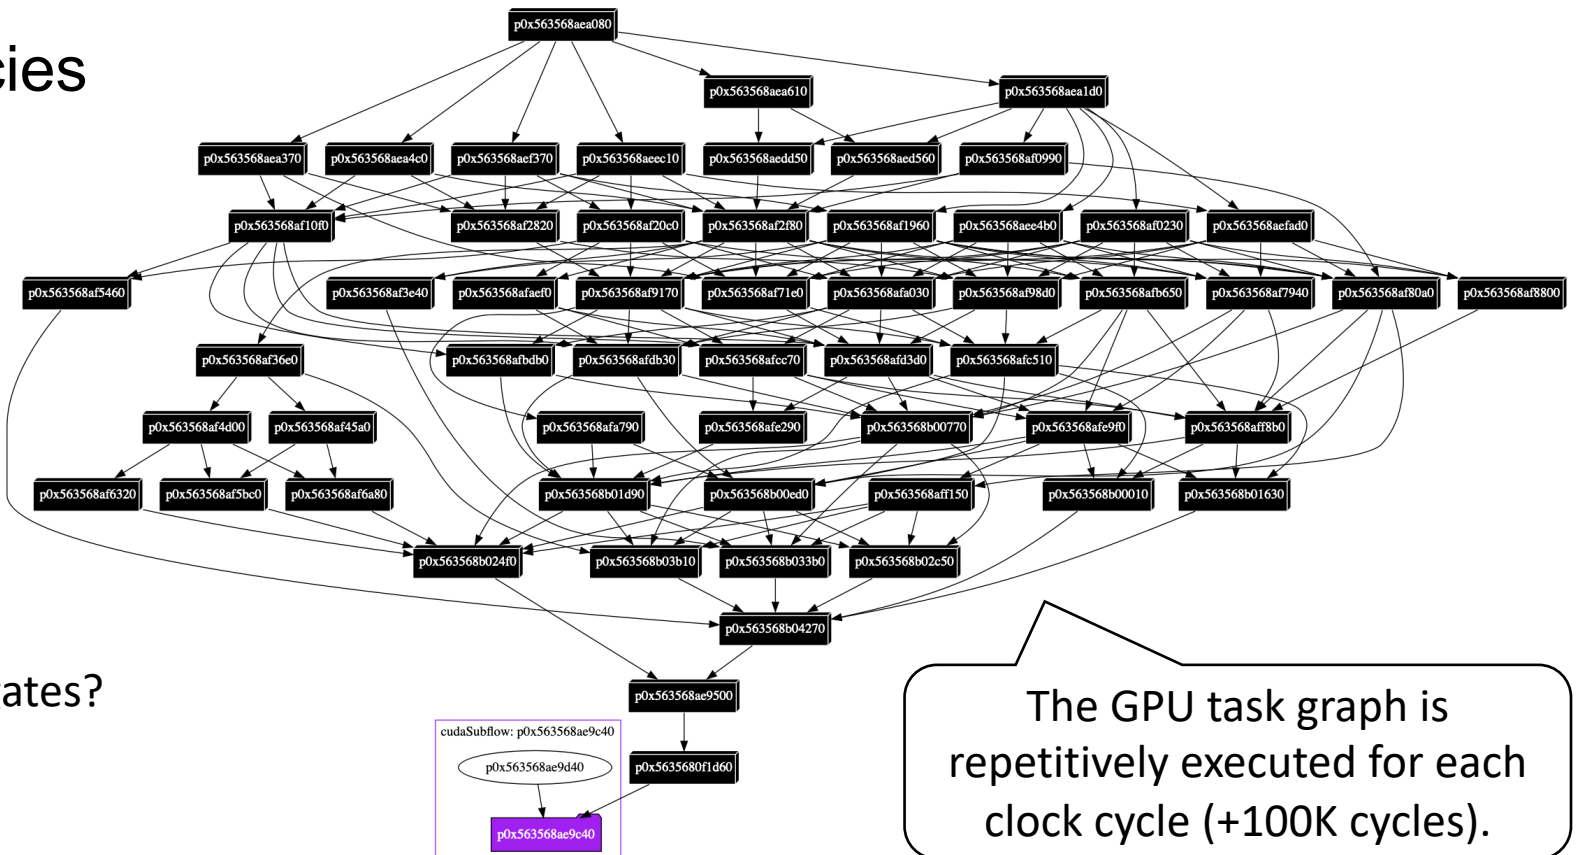 cies
p0x563568aea080
p0x563568aea610
p0x563568aea1d0
p0x563568aea370
p0x563568aea4c0
p0x563568aef370
p0x563568aeec10
p0x563568aedd50
p0x563568aed560
p0x563568af0990
p0x563568af10f0
p0x563568af2820
p0x563568af20c0
p0x563568af2f80
p0x563568af1960
p0x563568aee4b0
p0x563568af0230
p0x563568aefad0
p0x563568af5460
p0x563568af3e40
p0x563568afaef0
p0x563568af9170
p0x563568af71e0
p0x563568afa030
p0x563568af98d0
p0x563568afb650
p0x563568af7940
p0x563568af80a0
p0x563568af8800
p0x563568af36e0
p0x563568afbdb0
p0x563568afdb30
p0x563568afcc70
p0x563568afd3d0
p0x563568afc510
p0x563568af4d00
p0x563568af45a0
p0x563568afa790
p0x563568afe290
p0x563568b00770
p0x563568afe9f0
p0x563568aff8b0
p0x563568af6320
p0x563568af5bc0
p0x563568af6a80
p0x563568b01d90
p0x563568b00ed0
p0x563568aff150
p0x563568b00010
p0x563568b01630
p0x563568b024f0
p0x563568b03b10
p0x563568b033b0
p0x563568b02c50
p0x563568b04270
ates?
p0x563568ae9500
cudaSubflow: p0x563568ae9c40
p0x563568ae9d40
p0x5635680f1d60
p0x563568ae9c40
The GPU task graph is
repetitively executed for each
clock cycle (+100K cycles).